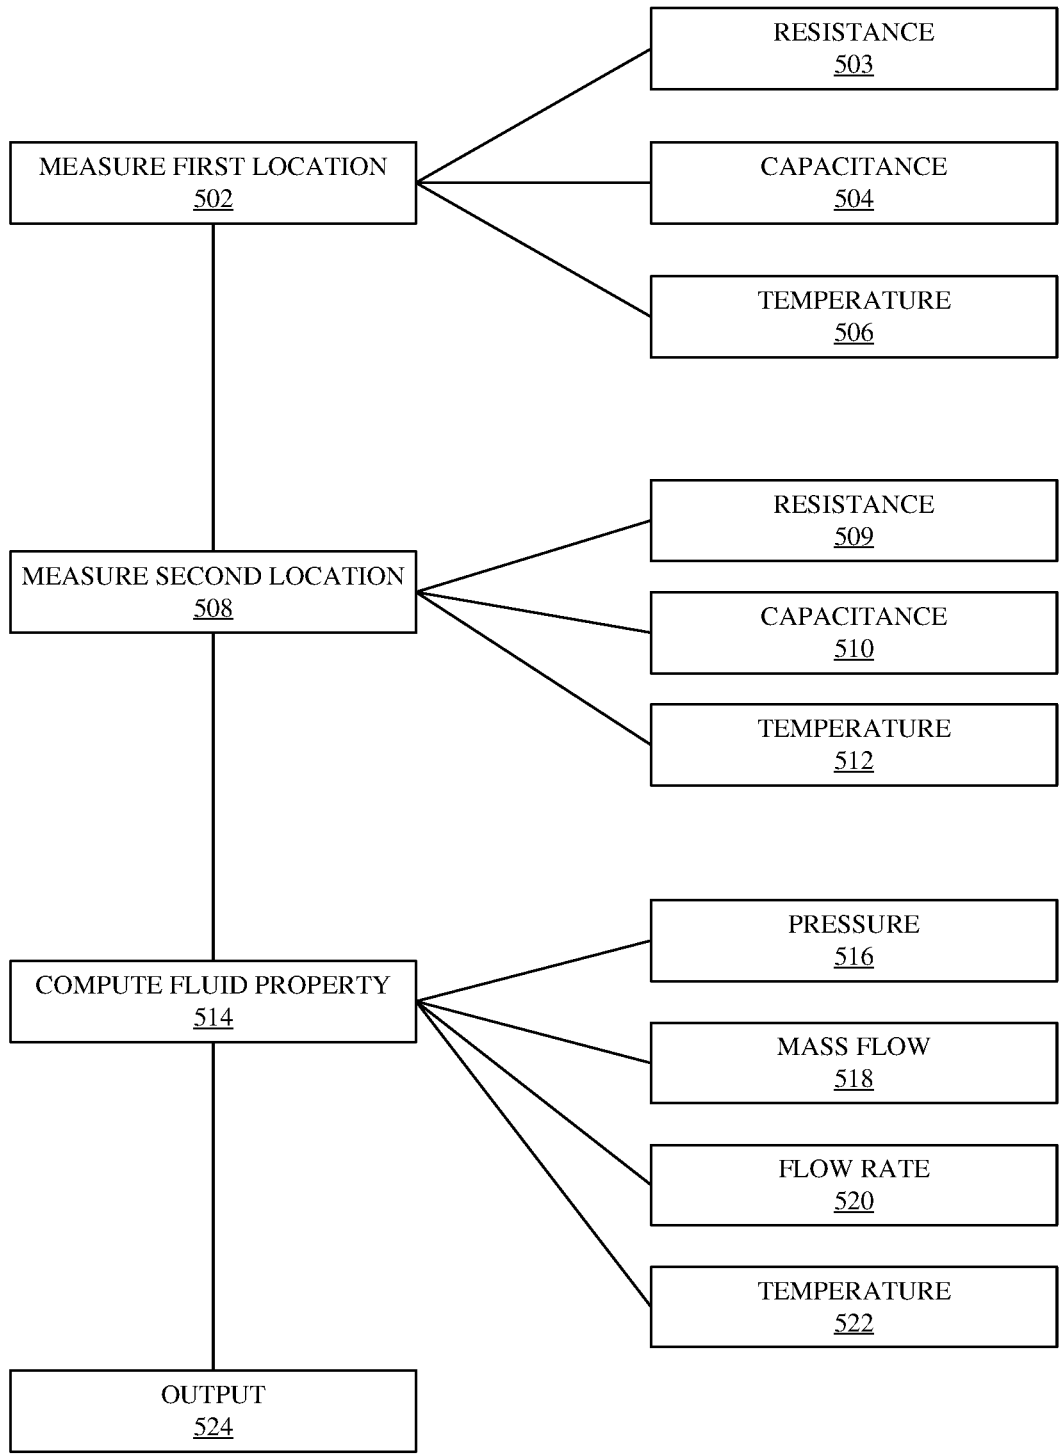 RESISTANCE
503
MEASURE FIRST LOCATION
502
CAPACITANCE
504
TEMPERATURE
506
RESISTANCE
509
MEASURE SECOND LOCATION
508
CAPACITANCE
510
TEMPERATURE
512
PRESSURE
516
COMPUTE FLUID PROPERTY
514
MASS FLOW
518
FLOW RATE
520
TEMPERATURE
522
OUTPUT
524